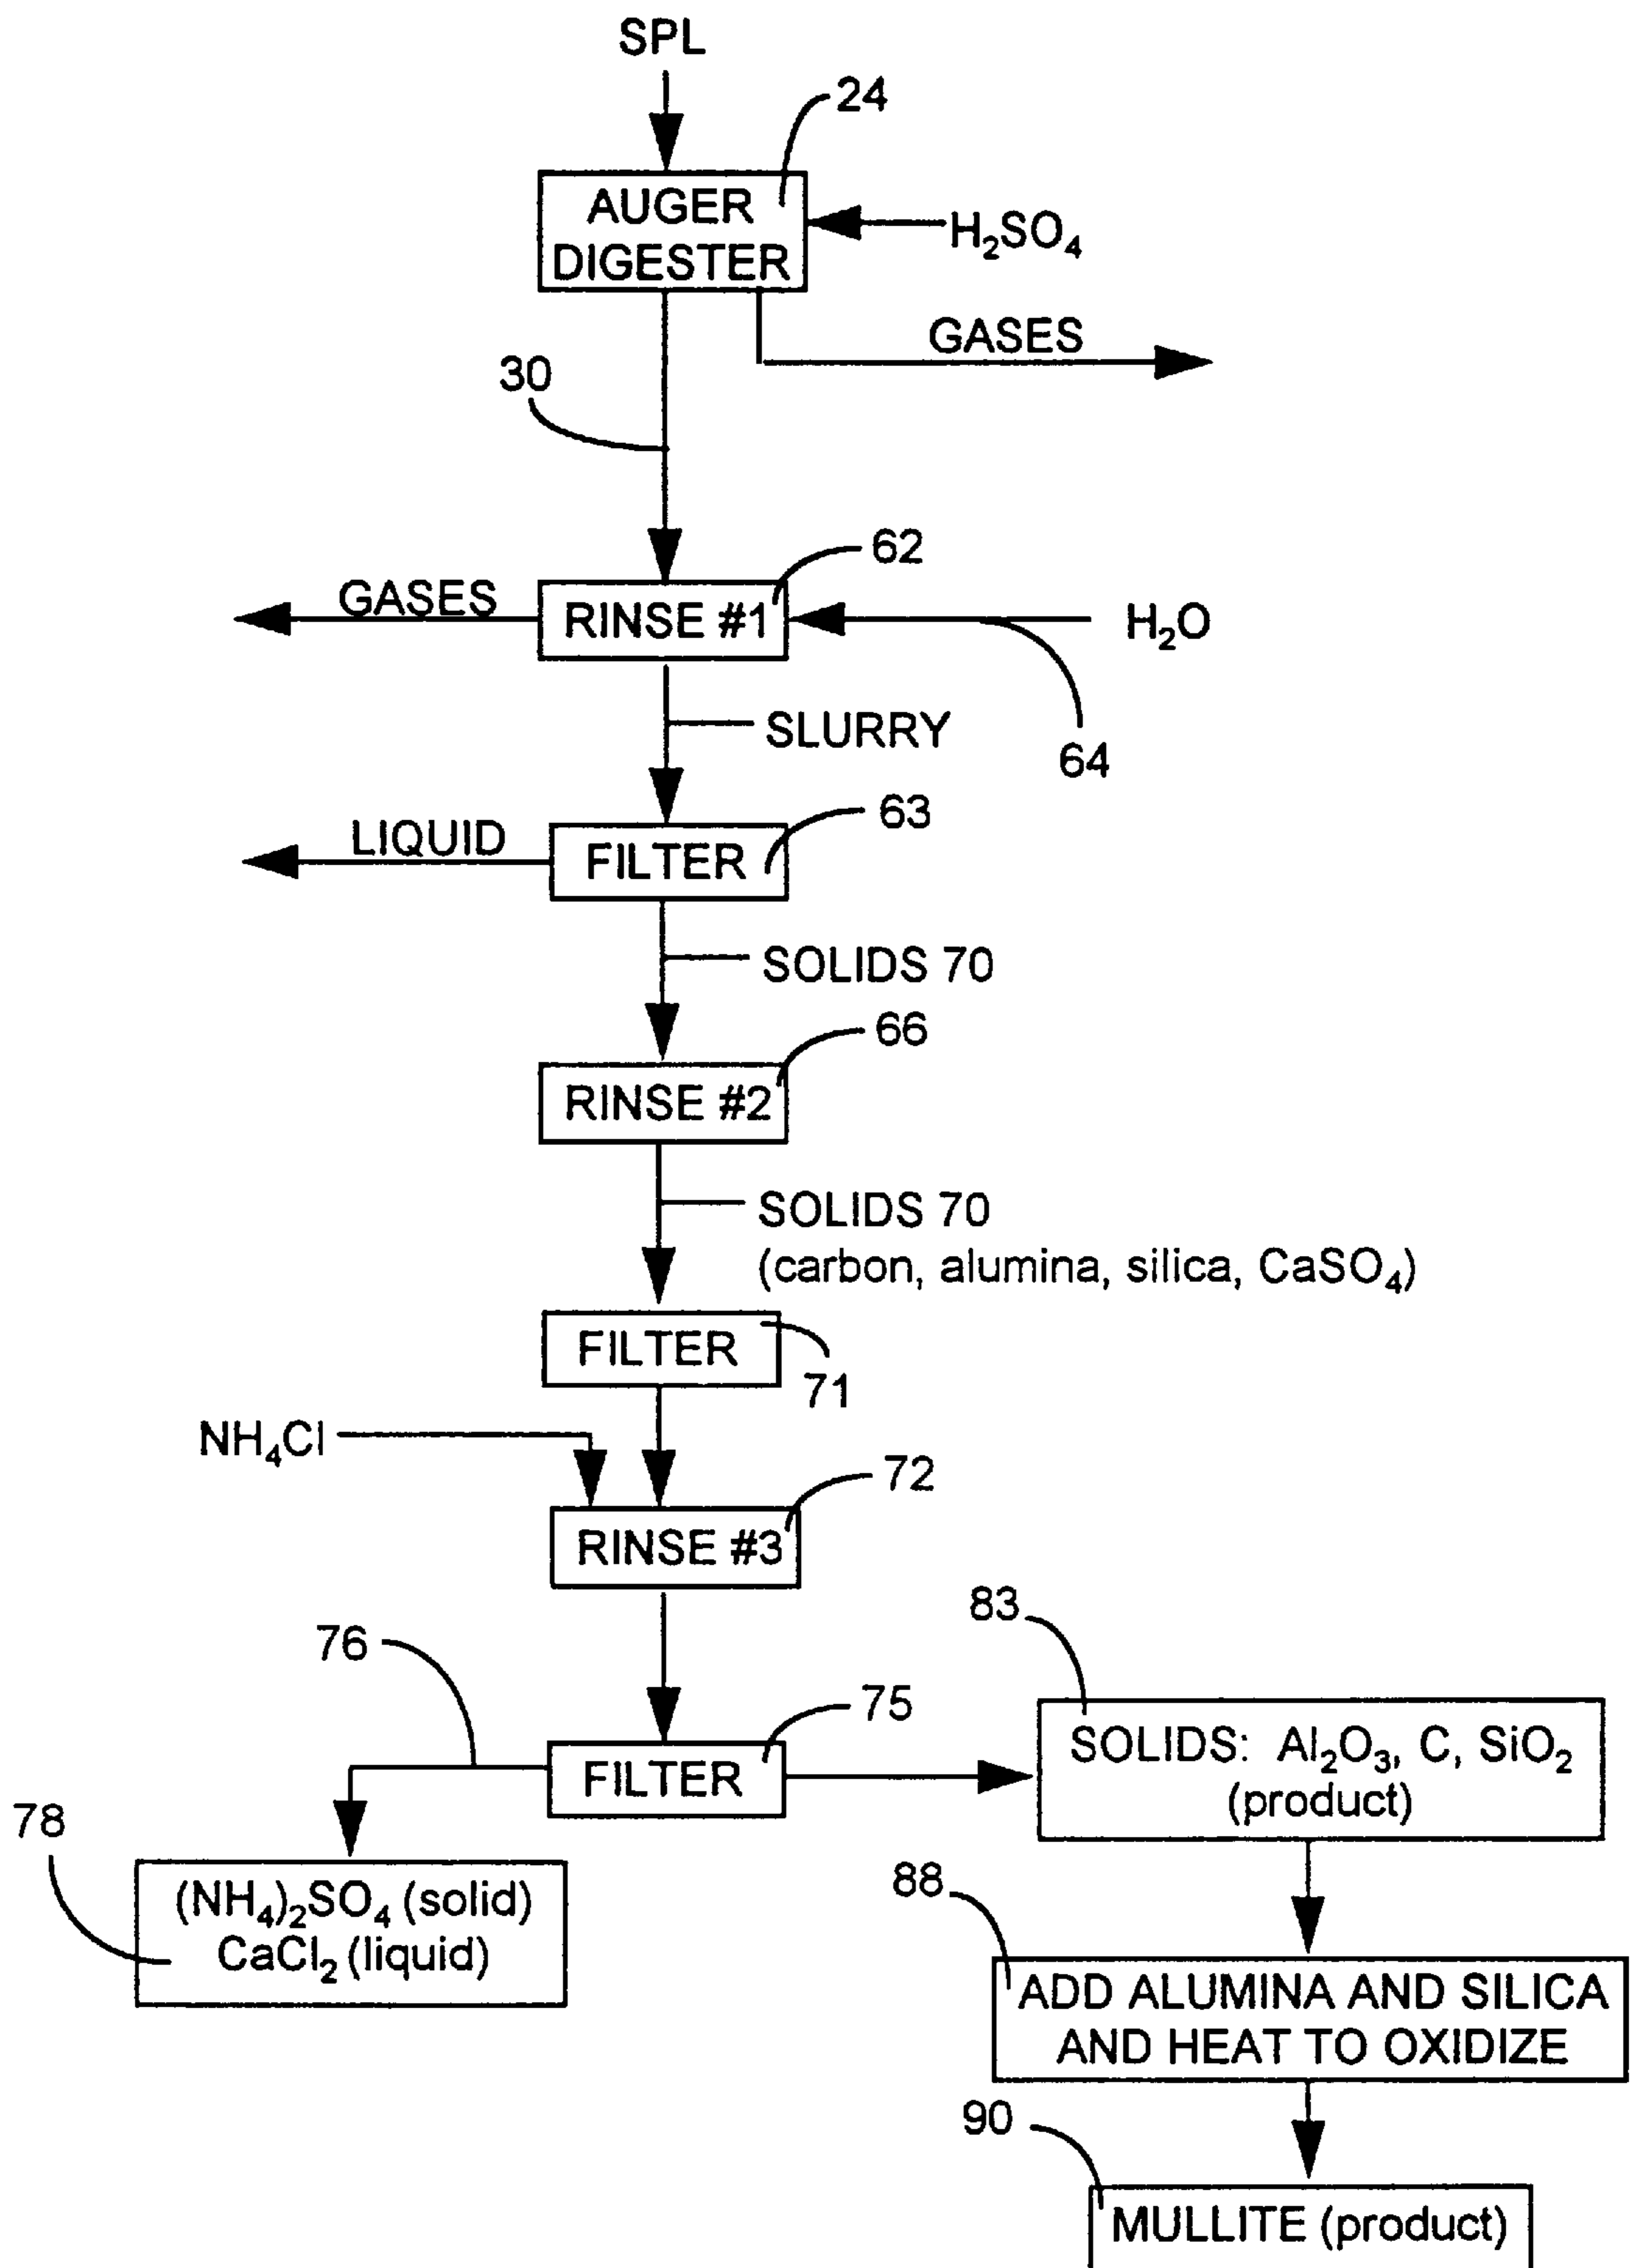 SPL
24
AUGER
DIGESTER
H₂SO₄
GASES
30
62
GASES
RINSE #1
H₂O
SLURRY
64
63
LIQUID
FILTER
SOLIDS 70
66
RINSE #2
SOLIDS 70
(carbon, alumina, silica, CaSO₄)
FILTER
71
NH₄Cl
72
RINSE #3
83
76
75
SOLIDS: Al₂O₃, C, SiO₂
(product)
FILTER
78
88
(NH₄)₂SO₄ (solid)
CaCl₂ (liquid)
ADD ALUMINA AND SILICA
AND HEAT TO OXIDIZE
90
MULLITE (product)